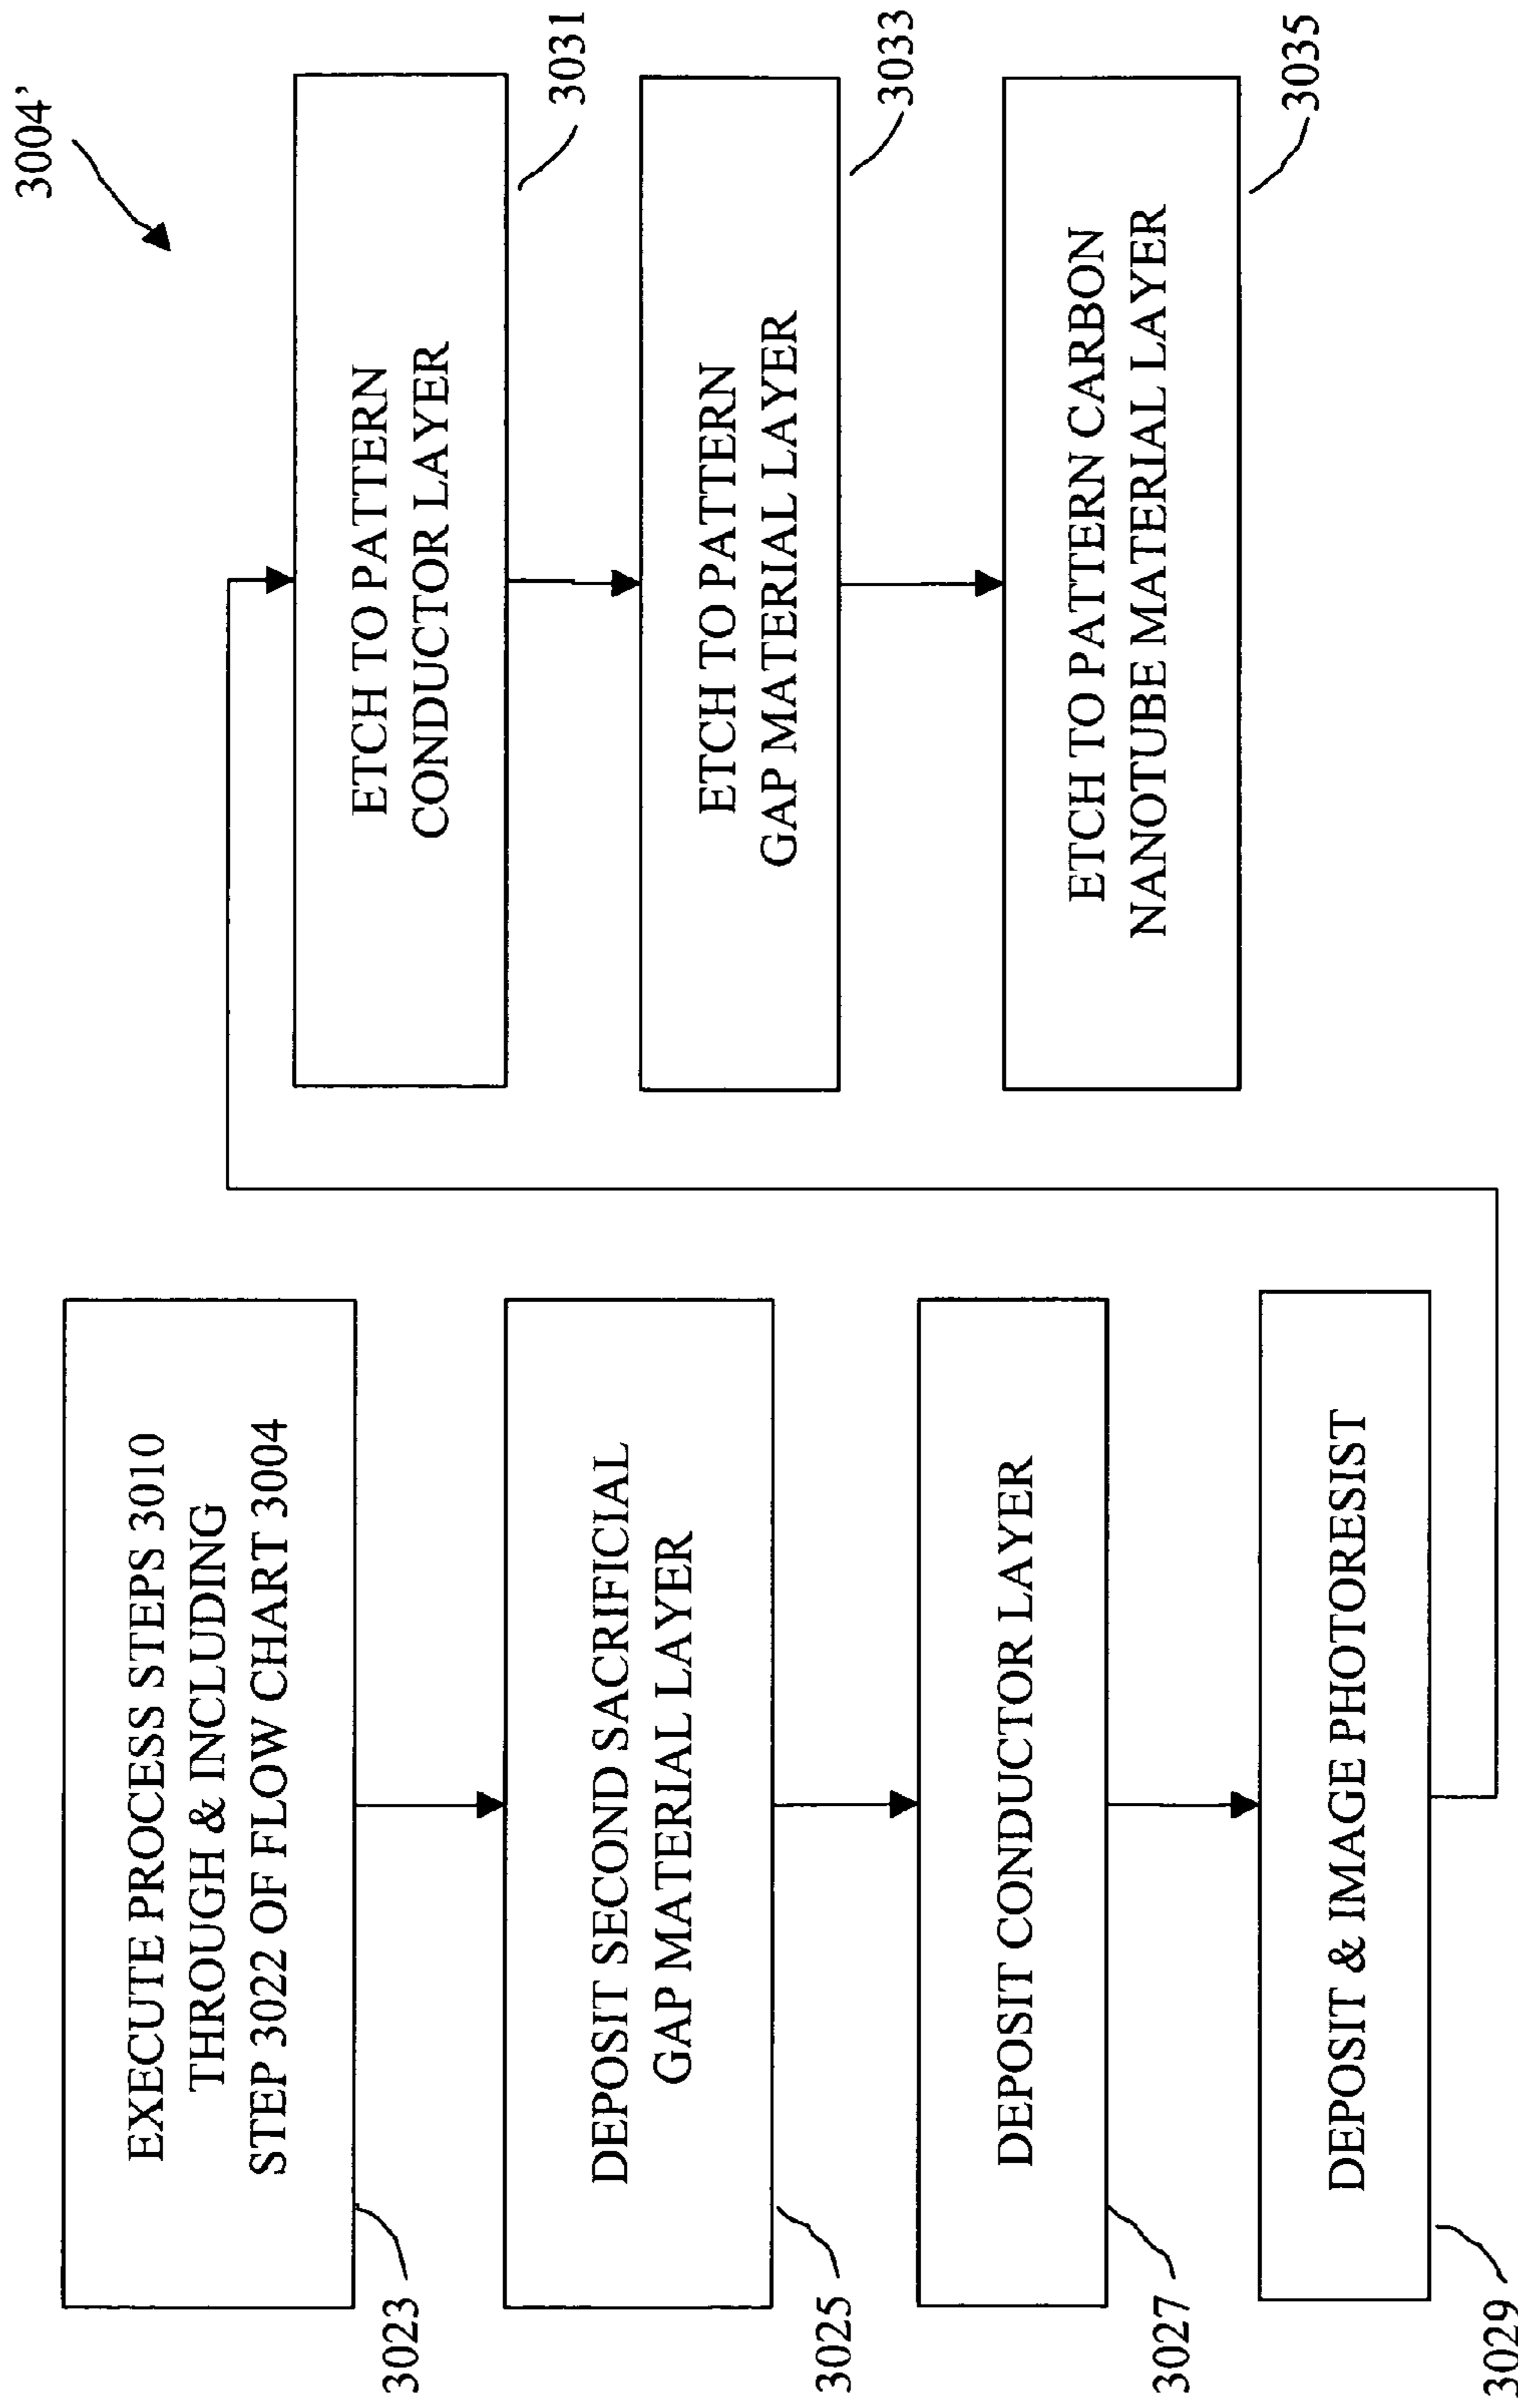 3004'
EXECUTE PROCESS STEPS 3010
THROUGH & INCLUDING
STEP 3022 OF FLOW CHART 3004
3023
DEPOSIT SECOND SACRIFICIAL
GAP MATERIAL LAYER
3025
DEPOSIT CONDUCTOR LAYER
3027
DEPOSIT & IMAGE PHOTORESIST
3029
ETCH TO PATTERN
CONDUCTOR LAYER
3031
ETCH TO PATTERN
GAP MATERIAL LAYER
3033
ETCH TO PATTERN CARBON
NANOTUBE MATERIAL LAYER
3035